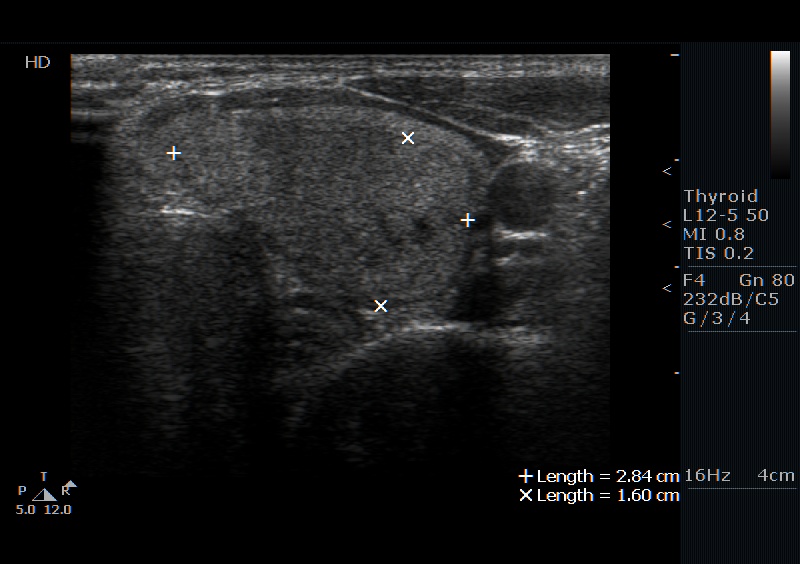 HD
Thyroid
L12-5 50
MI 0.8
TIS 0.2
F4 Gn 80
232dB/C5
G/3/4
+ Length = 2.84 cm
× Length = 1.60 cm
16Hz 4cm
T
P R
5.0 12.0